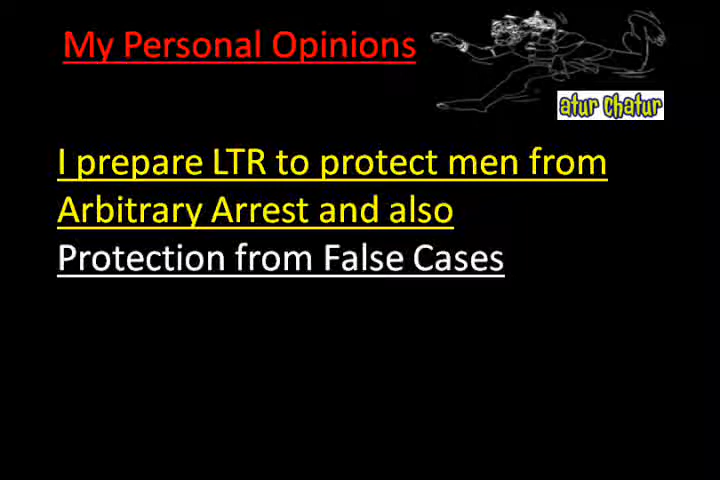 My Personal Opinions
atur chatur
I prepare LTR to protect men from
Arbitrary Arrest and also
Protection from False Cases